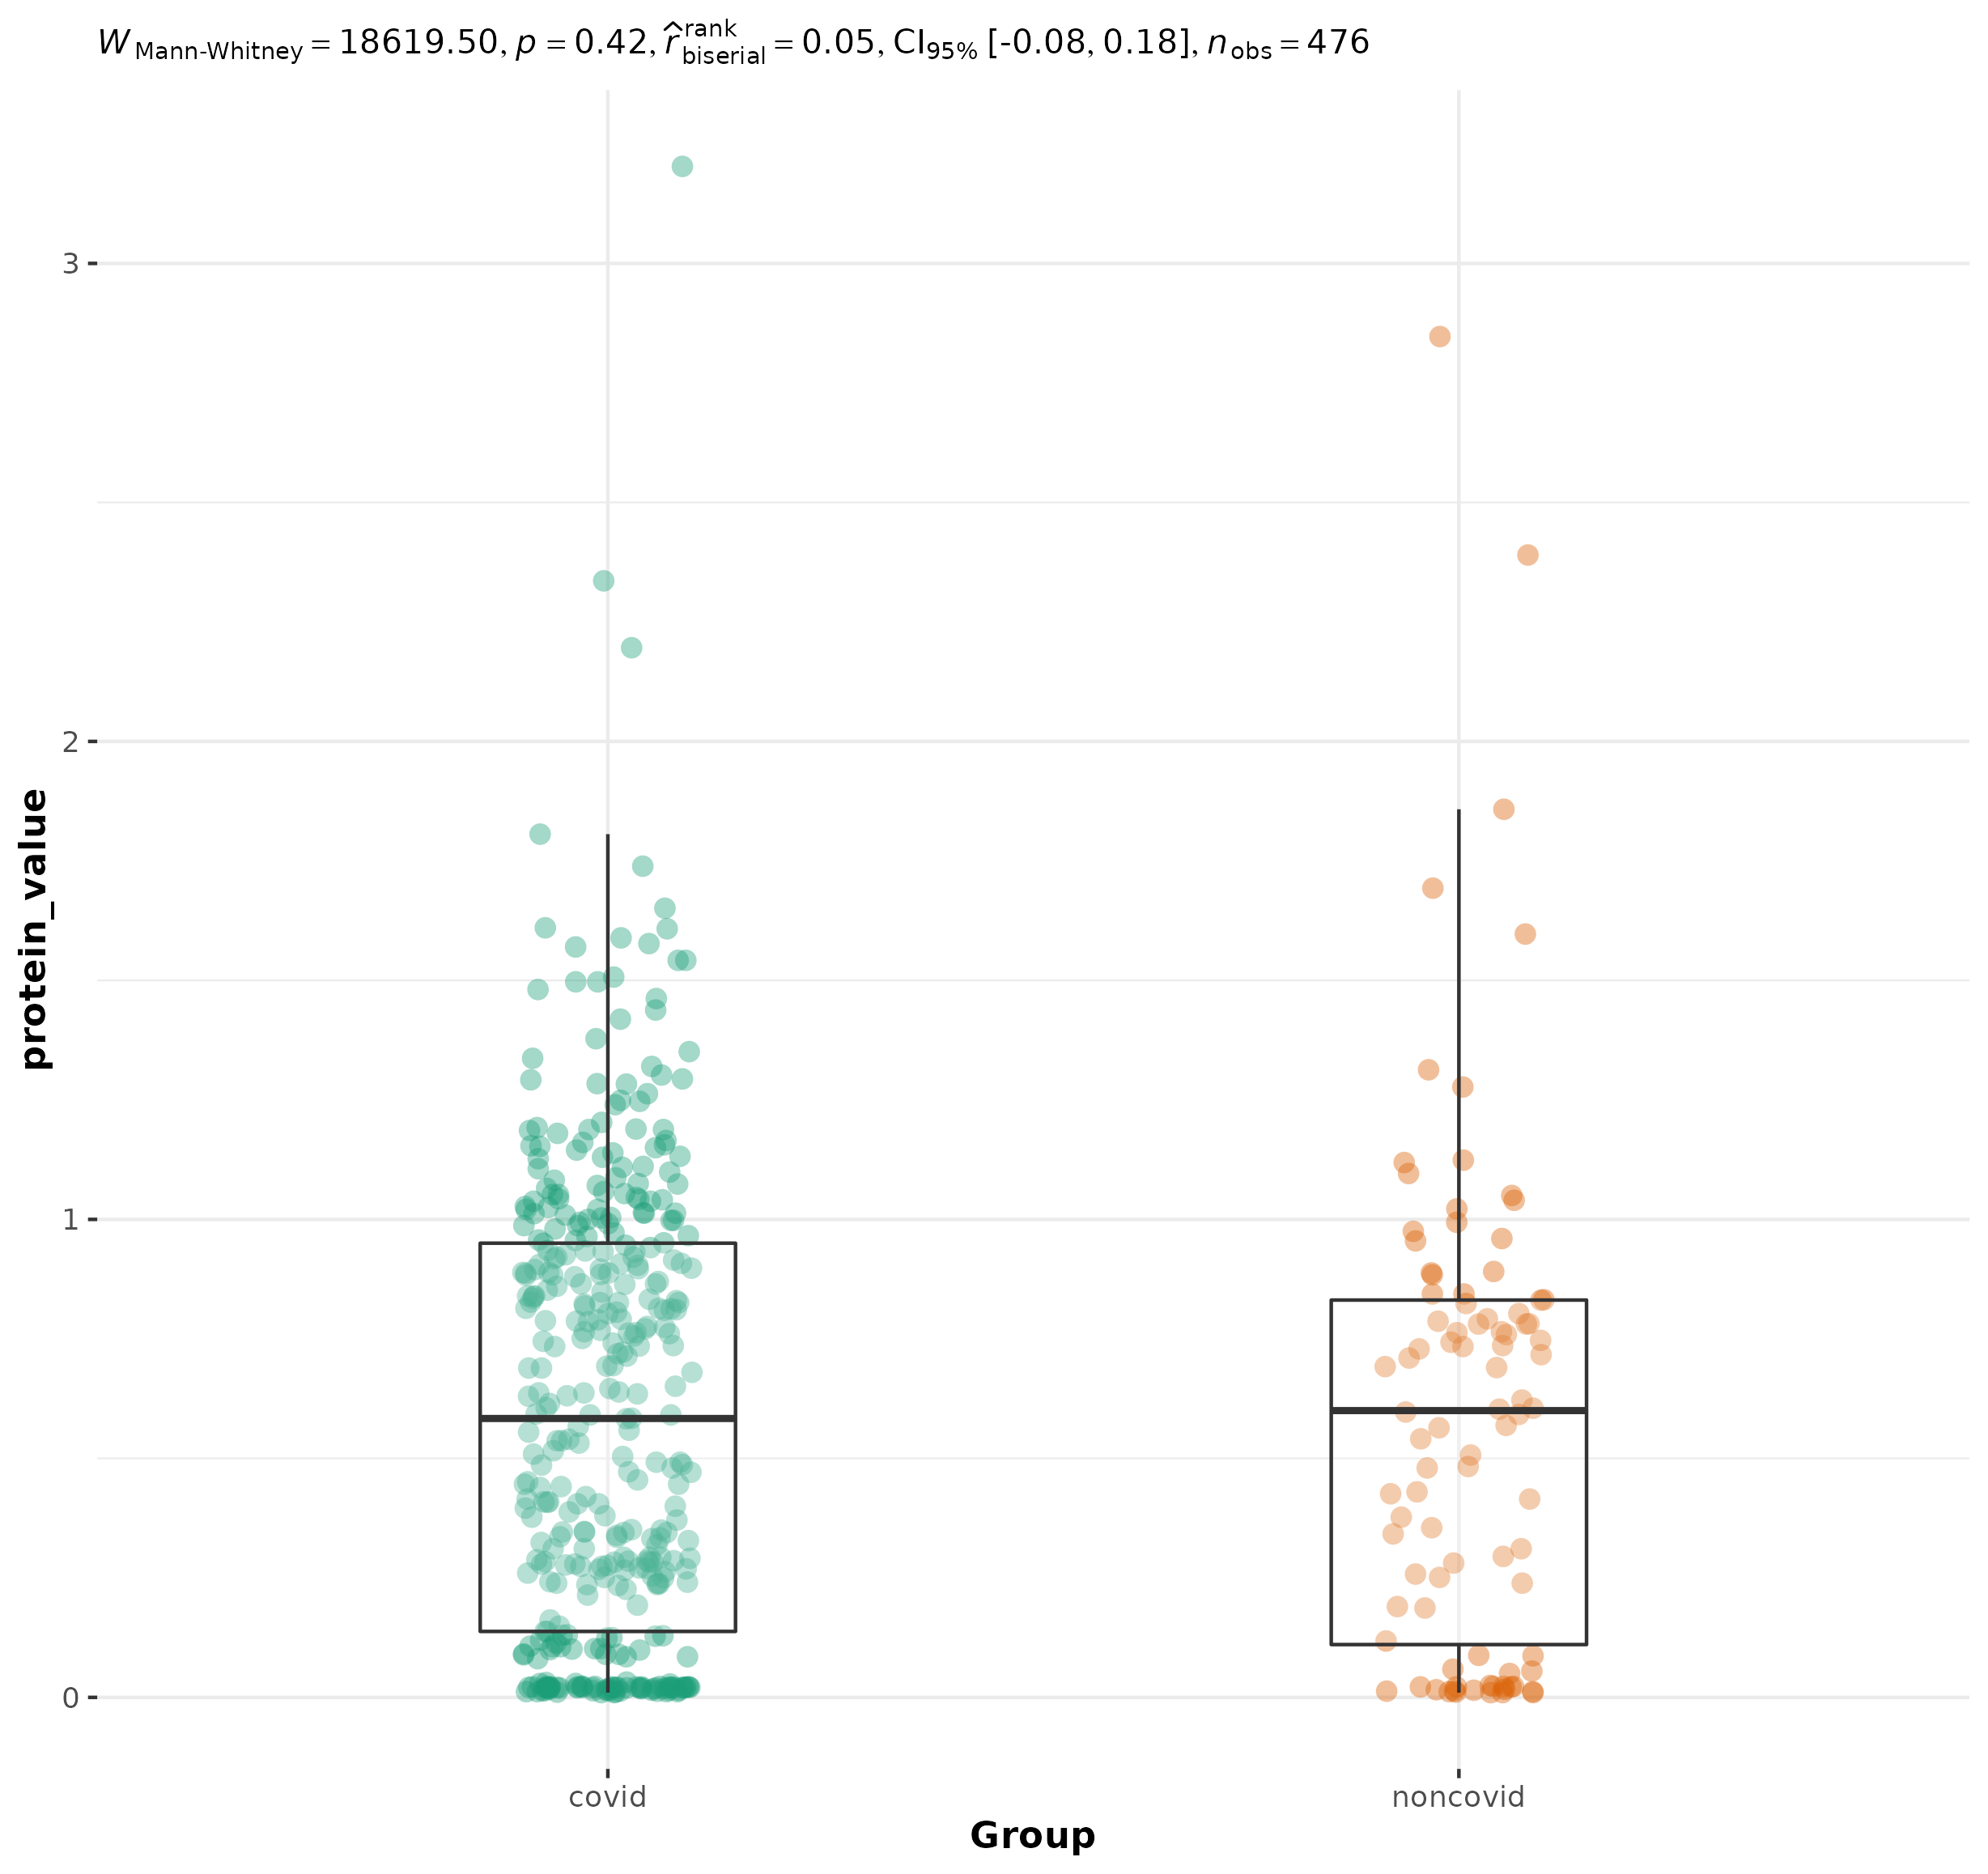 W Mann-Whitney = 18619.50, p = 0.42, r̂ rank biserial = 0.05, CI95% [-0.08, 0.18], n obs = 476
3
2
1
0
protein_value
covid noncovid
Group